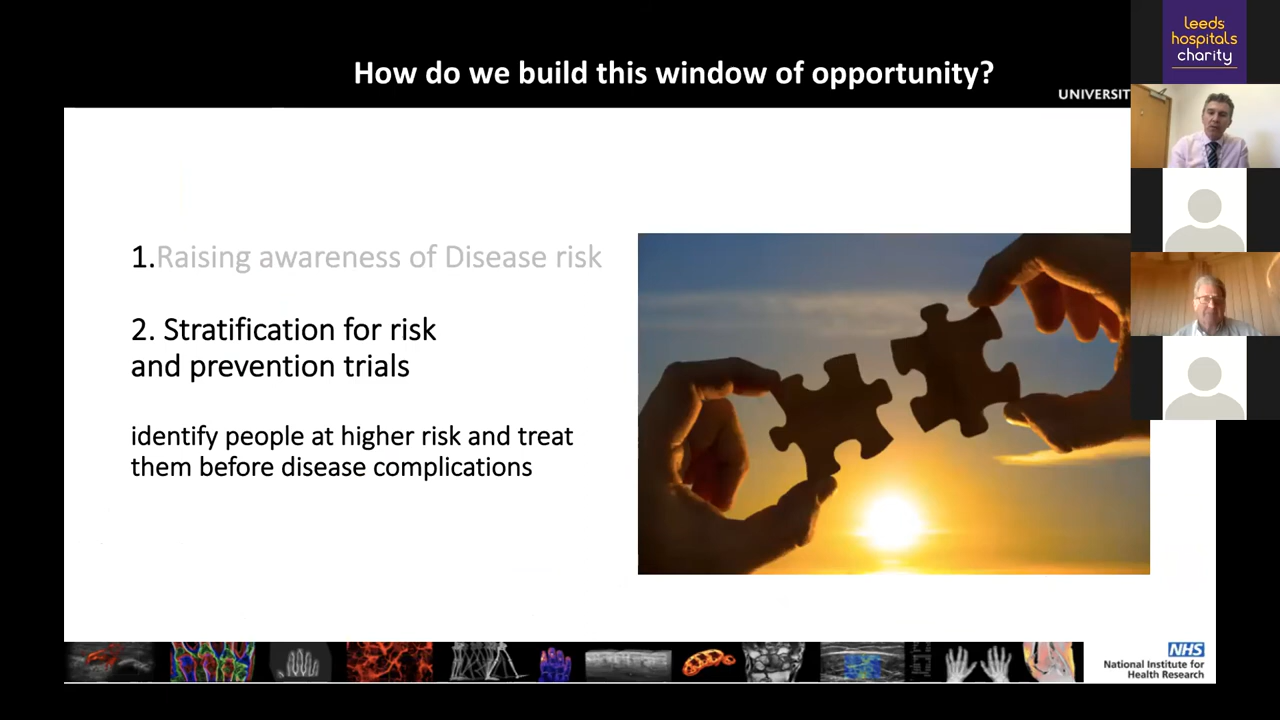 How do we build this window of opportunity?
UNIVERSIT
leeds
hospitals
charity
1.Raising awareness of Disease risk
2. Stratification for risk
and prevention trials
identify people at higher risk and treat
them before disease complications
NHS
National Institute for
Health Research